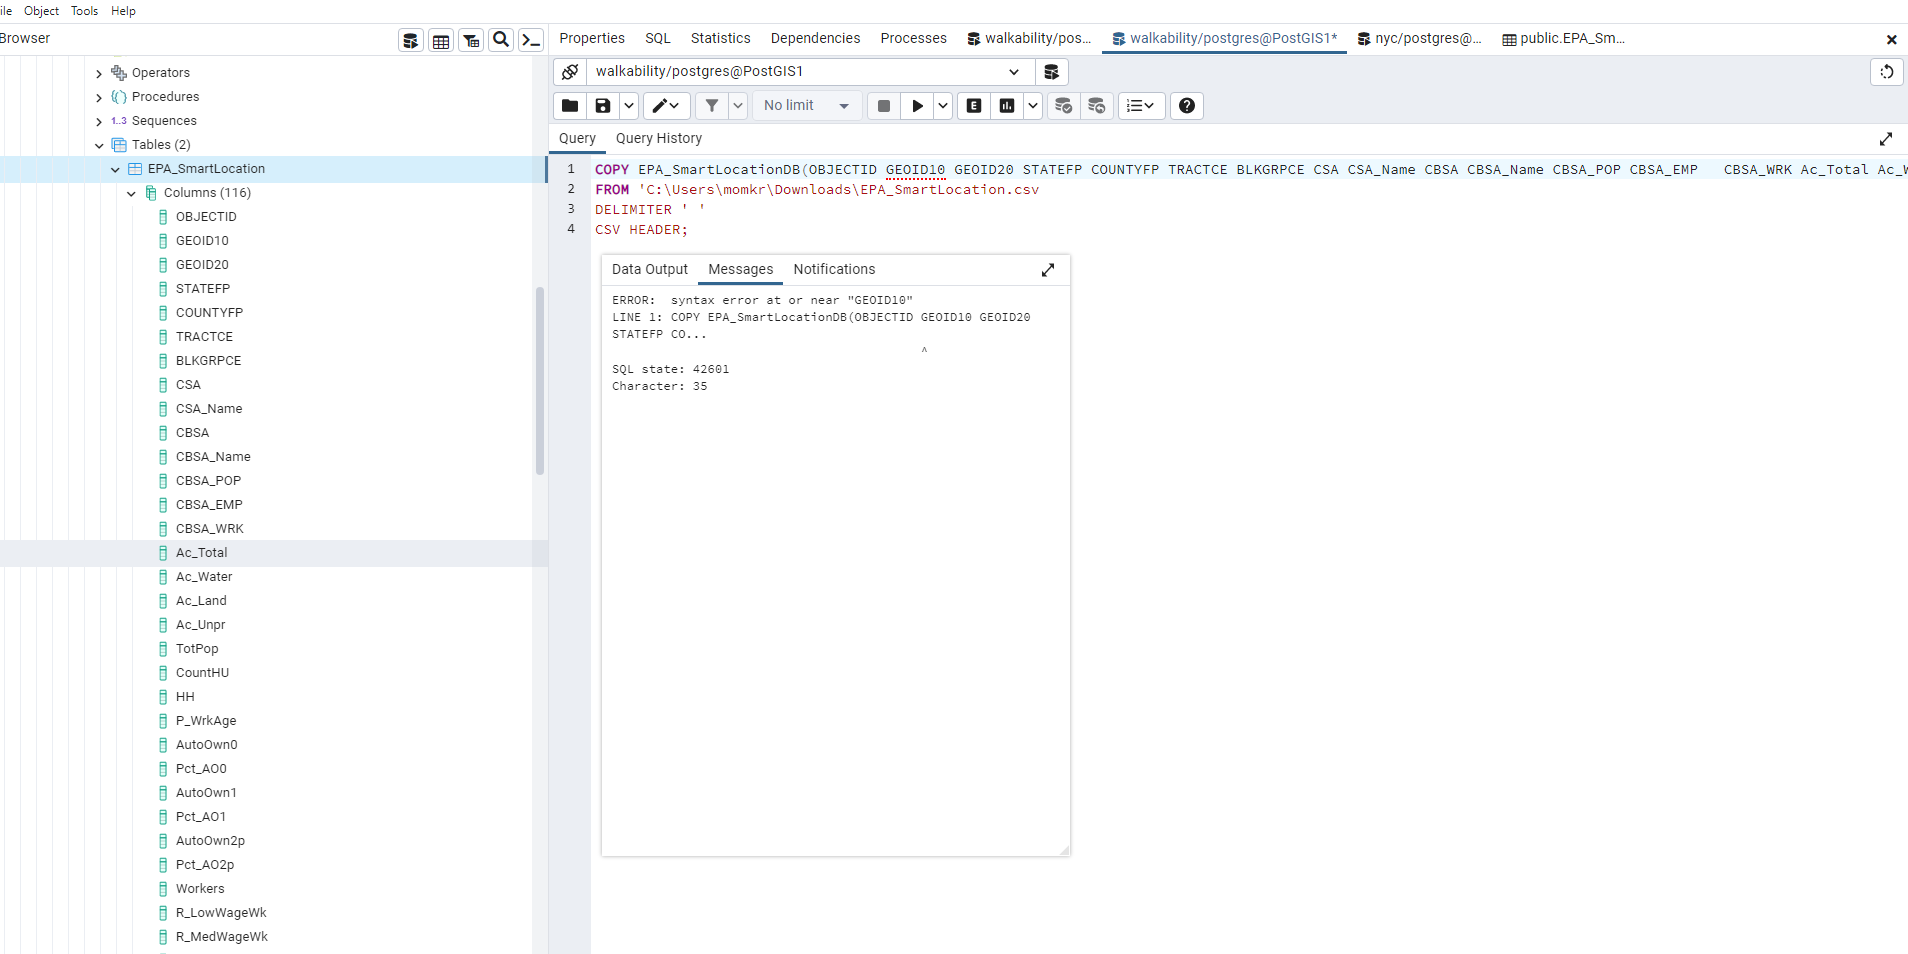 ile Object Tools Help
Browser
Properties SQL Statistics Dependencies Processes walkability/pos... walkability/postgres@PostGIS1* nyc/postgres@... public.EPA_Sm...
walkability/postgres@PostGIS1
No limit
E
Query Query History
1 COPY EPA_SmartLocationDB(OBJECTID GEOID10 GEOID20 STATEFP COUNTYFP TRACTCE BLKGRPCE CSA CSA_Name CBSA CBSA_Name CBSA_POP CBSA_EMP CBSA_WRK Ac_Total Ac_W
2 FROM 'C:\Users\momkr\Downloads\EPA_SmartLocation.csv
3 DELIMITER ' '
4 CSV HEADER;
Data Output Messages Notifications
ERROR: syntax error at or near "GEOID10"
LINE 1: COPY EPA_SmartLocationDB(OBJECTID GEOID10 GEOID20
STATEFP CO...
^
SQL state: 42601
Character: 35
Operators
Procedures
1..3 Sequences
Tables (2)
EPA_SmartLocation
Columns (116)
OBJECTID
GEOID10
GEOID20
STATEFP
COUNTYFP
TRACTCE
BLKGRPCE
CSA
CSA_Name
CBSA
CBSA_Name
CBSA_POP
CBSA_EMP
CBSA_WRK
Ac_Total
Ac_Water
Ac_Land
Ac_Unpr
TotPop
CountHU
HH
P_WrkAge
AutoOwn0
Pct_AO0
AutoOwn1
Pct_AO1
AutoOwn2p
Pct_AO2p
Workers
R_LowWageWk
R_MedWageWk